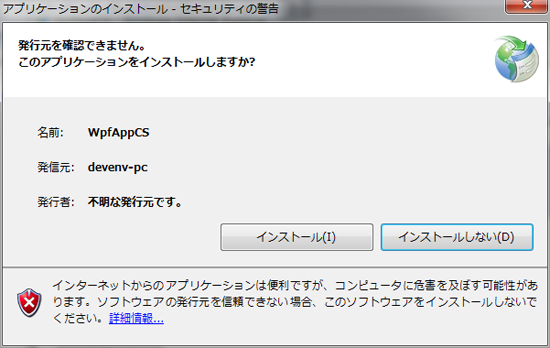 アプリケーションのインストール - セキュリティの警告
発行元を確認できません。
このアプリケーションをインストールしますか?
名前: WpfAppCS
発信元: devenv-pc
発行者: 不明な発行元です。
インストール(I) インストールしない(D)
インターネットからのアプリケーションは便利ですが、コンピュータに危害を及ぼす可能性があ
ります。ソフトウェアの発行元を信頼できない場合、このソフトウェアをインストールしないで
ください。詳細情報...